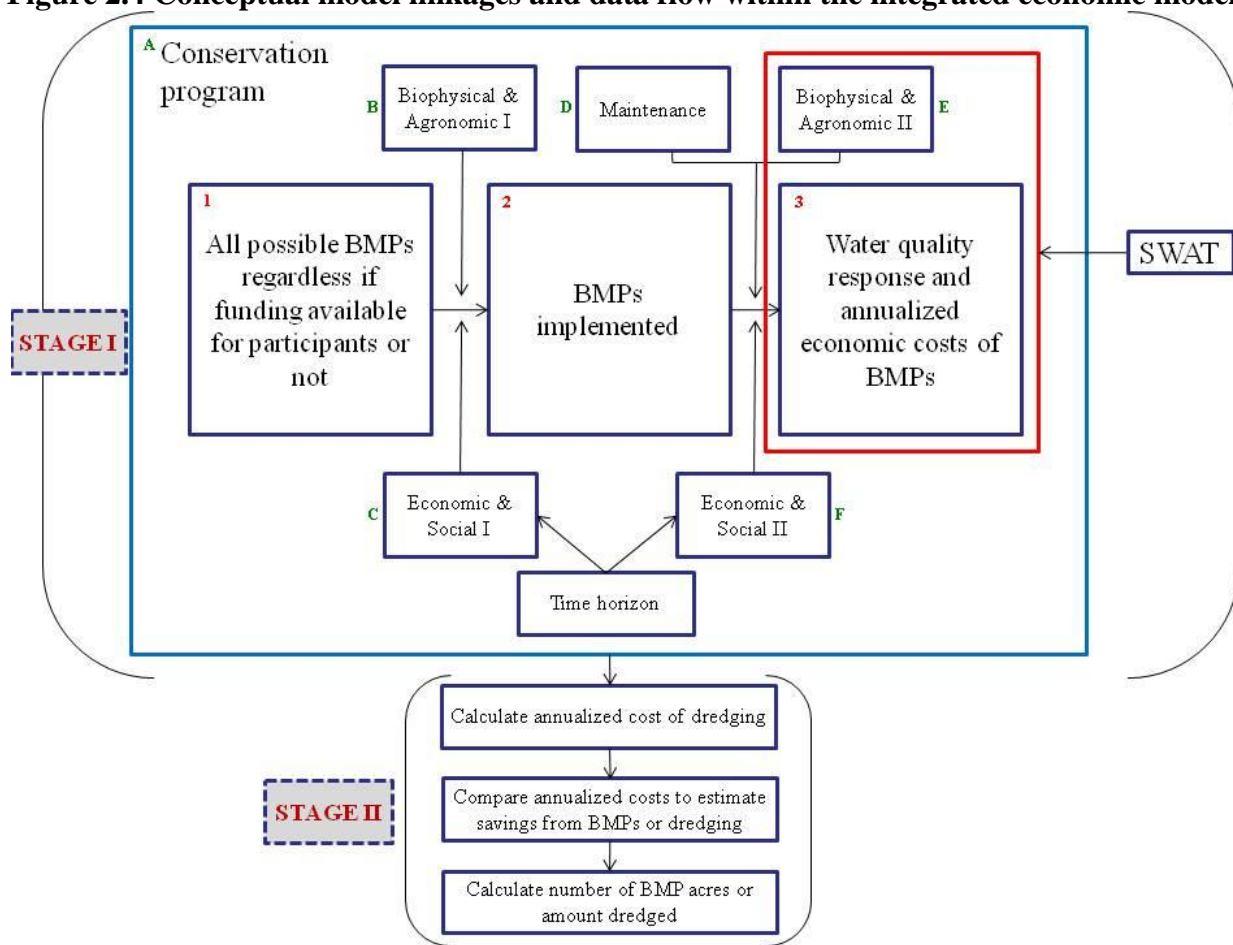 Figure 2.4 Conceptual model linkages and data flow within the integrated economic model
A Conservation
program
B
Biophysical &
Agronomic I
D
Maintenance
Biophysical &
Agronomic II
E
1
All possible BMPs
regardless if
funding available
for participants or
not
2
BMPs
implemented
3
Water quality
response and
annualized
economic costs of
BMPs
SWAT
STAGE I
C
Economic &
Social I
Economic &
Social II
F
Time horizon
Calculate annualized cost of dredging
STAGE II
Compare annualized costs to estimate
savings from BMPs or dredging
Calculate number of BMP acres or
amount dredged